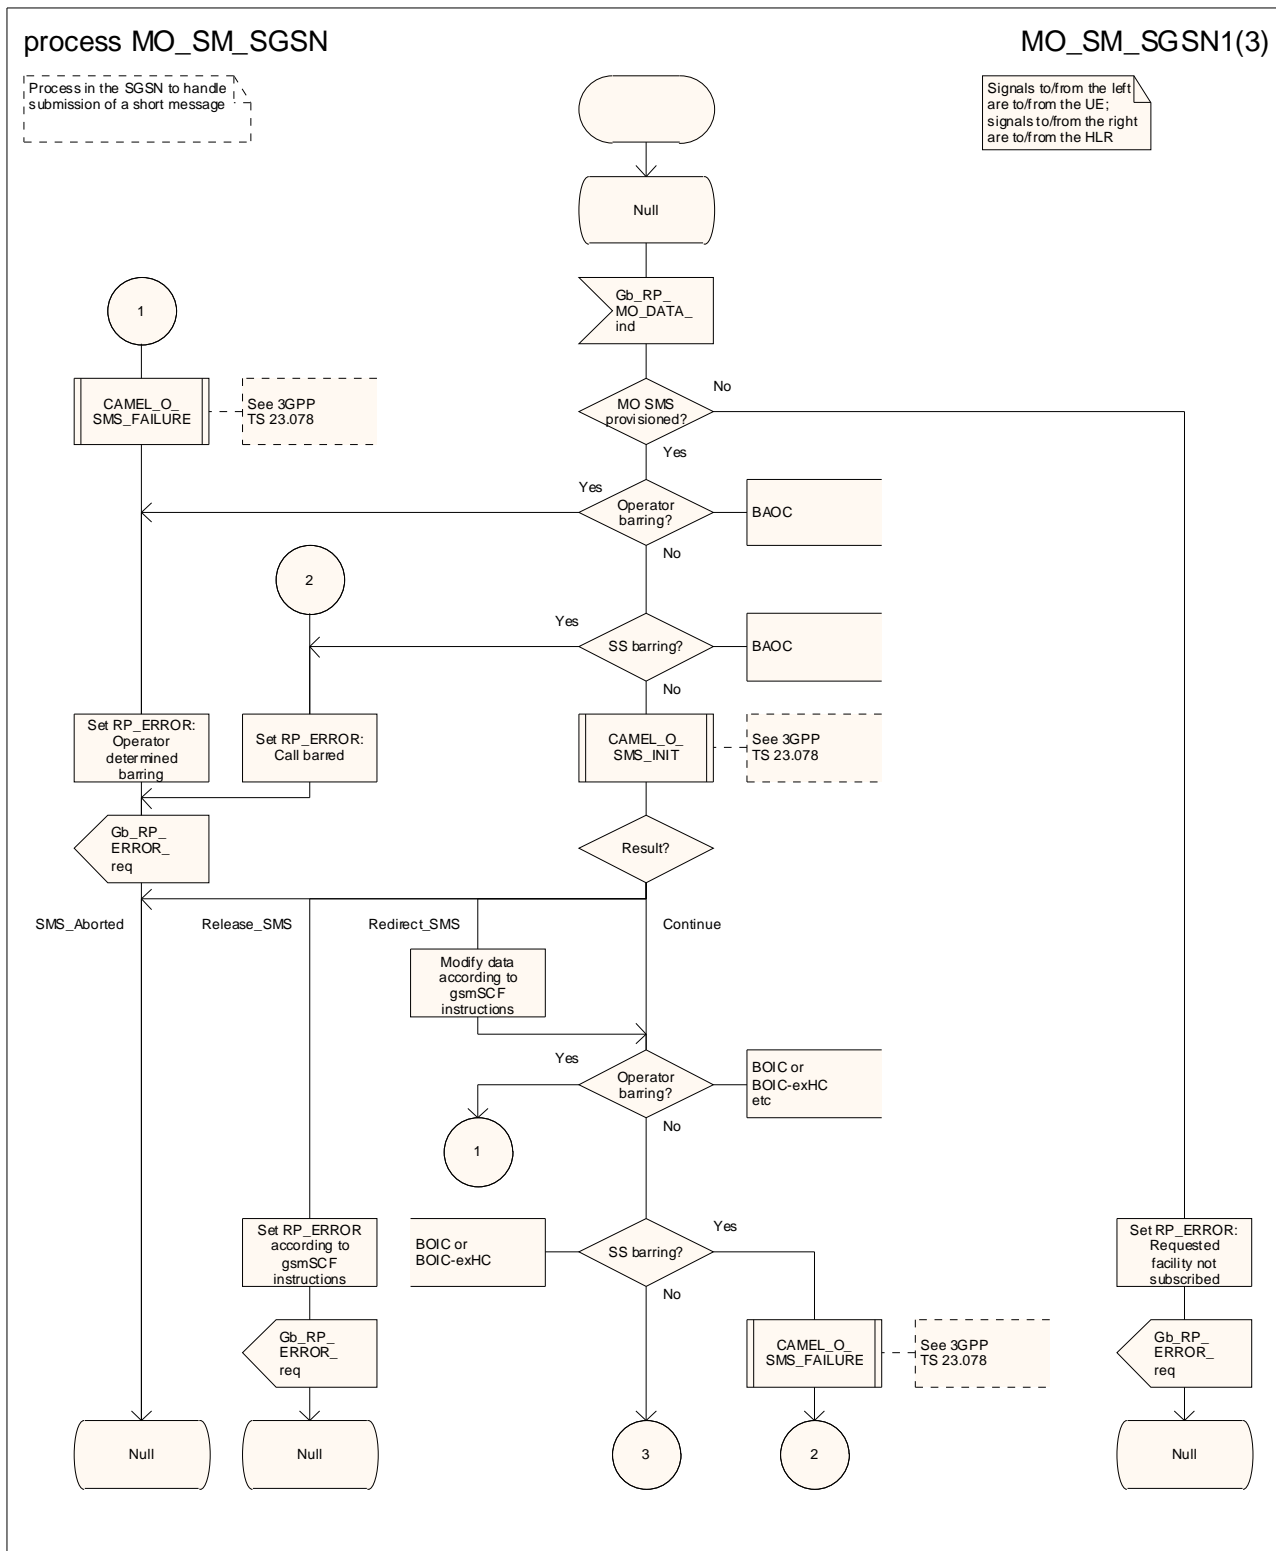 process MO_SM_SGSN
MO_SM_SGSN1(3)
Process in the SGSN to handle
submission of a short message
Signals to/from the left
are to/from the UE;
signals to/from the right
are to/from the HLR
Null
Gb_RP_
MO_DATA_
ind
1
CAMEL_O_
SMS_FAILURE
See 3GPP
TS 23.078
MO SMS
provisioned?
No
Yes
Yes
Operator
barring?
BAOC
No
2
Yes
SS barring?
BAOC
No
Set RP_ERROR:
Operator
determined
barring
Set RP_ERROR:
Call barred
CAMEL_O_
SMS_INIT
See 3GPP
TS 23.078
Gb_RP_
ERROR_
req
Result?
SMS_Aborted
Release_SMS
Redirect_SMS
Continue
Modify data
according to
gsmSCF
instructions
Yes
Operator
barring?
BOIC or
BOIC-exHC
etc
No
1
Set RP_ERROR
according to
gsmSCF
instructions
BOIC or
BOIC-exHC
SS barring?
Yes
No
Set RP_ERROR:
Requested
facility not
subscribed
Gb_RP_
ERROR_
req
CAMEL_O_
SMS_FAILURE
See 3GPP
TS 23.078
Gb_RP_
ERROR_
req
Null
Null
3
2
Null